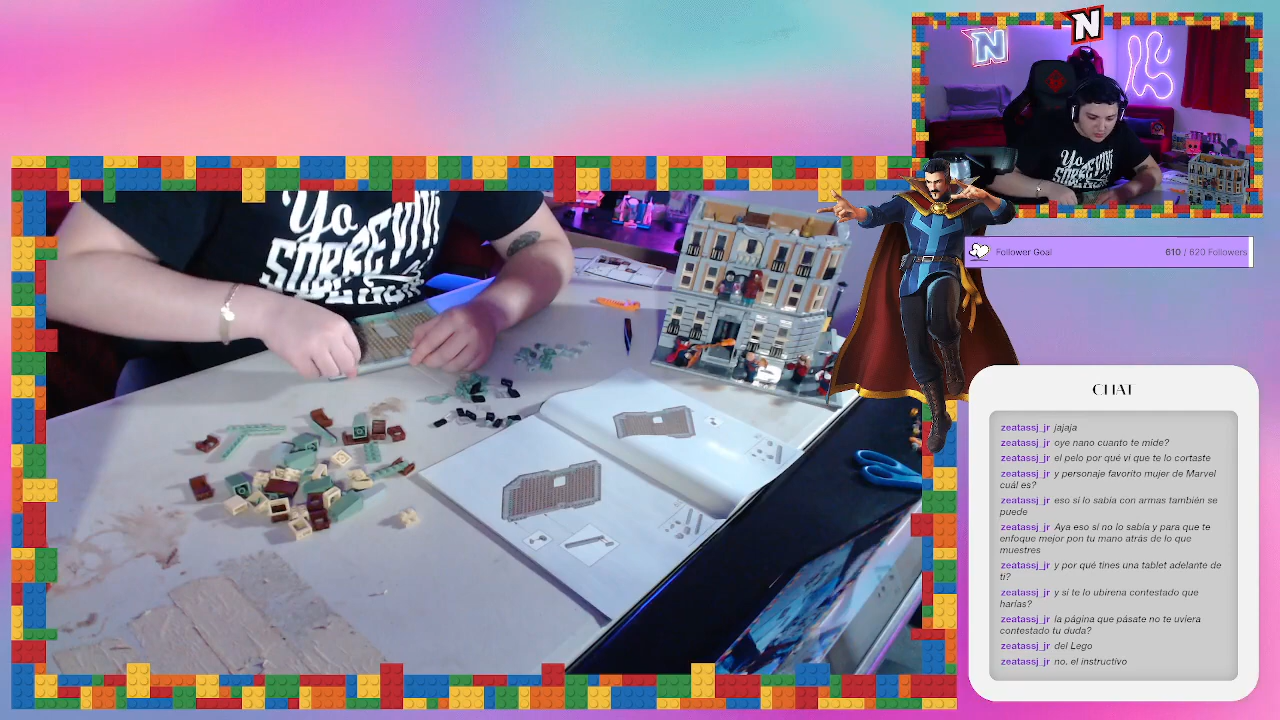 N
N
Yo
SOBREVIVÍ
Yo
SOBREVIVÍ
Follower Goal
610 / 620 Followers
CHAT
zeatassj_jr jajaja
zeatassj_jr oye nano cuanto te mide?
zeatassj_jr el pelo por qué vi que te lo cortaste
zeatassj_jr y personaje favorito mujer de Marvel
cuál es?
zeatassj_jr eso si lo sabía con armas también se
puede
zeatassj_jr Aya eso si no lo sabía y para que te
enfoque mejor pon tu mano atrás de lo que
muestres
zeatassj_jr y por qué tines una tablet adelante de
ti?
zeatassj_jr y si te lo ubirena contestado que
harías?
zeatassj_jr la página que pásate no te uviera
contestado tu duda?
zeatassj_jr del Lego
zeatassj_jr no, el instructivo